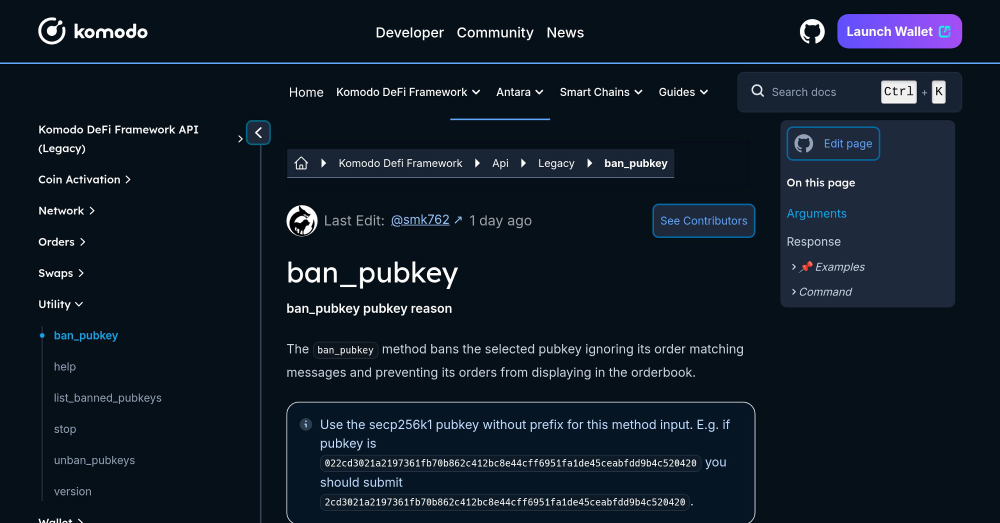 komodo
Developer Community News
Launch Wallet
Home Komodo DeFi Framework Antara Smart Chains Guides
Search docs Ctrl + K
Komodo DeFi Framework API
(Legacy)
Coin Activation
Network
Orders
Swaps
Utility
ban_pubkey
help
list_banned_pubkeys
stop
unban_pubkeys
version
Wallet
Komodo Defi Framework Api Legacy ban_pubkey
Last Edit: @smk762 ↗ 1 day ago
See Contributors
ban_pubkey
ban_pubkey pubkey reason
The ban_pubkey method bans the selected pubkey ignoring its order matching
messages and preventing its orders from displaying in the orderbook.
Use the secp256k1 pubkey without prefix for this method input. E.g. if
pubkey is
022cd3021a2197361fb70b862c412bc8e44cff6951fa1de45ceabfdd9b4c520420 you
should submit
2cd3021a2197361fb70b862c412bc8e44cff6951fa1de45ceabfdd9b4c520420.
Edit page
On this page
Arguments
Response
📌 Examples
Command